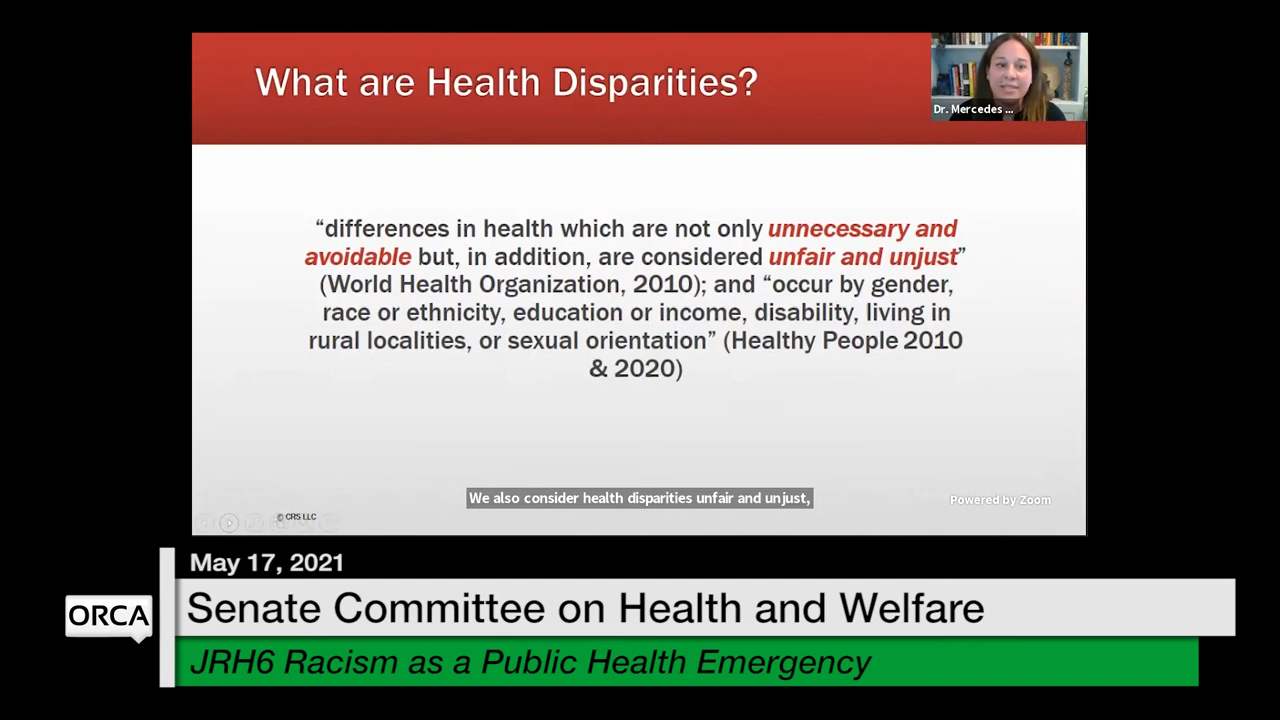 What are Health Disparities?
Dr. Mercedes ...
“differences in health which are not only unnecessary and
avoidable but, in addition, are considered unfair and unjust”
(World Health Organization, 2010); and “occur by gender,
race or ethnicity, education or income, disability, living in
rural localities, or sexual orientation” (Healthy People 2010
& 2020)
We also consider health disparities unfair and unjust,
Powered by Zoom
© CRS LLC
May 17, 2021
ORCA
Senate Committee on Health and Welfare
JRH6 Racism as a Public Health Emergency